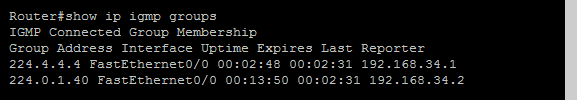 Router#show ip igmp groups
IGMP Connected Group Membership
Group Address Interface Uptime Expires Last Reporter
224.4.4.4 FastEthernet0/0 00:02:48 00:02:31 192.168.34.1
224.0.1.40 FastEthernet0/0 00:13:50 00:02:31 192.168.34.2